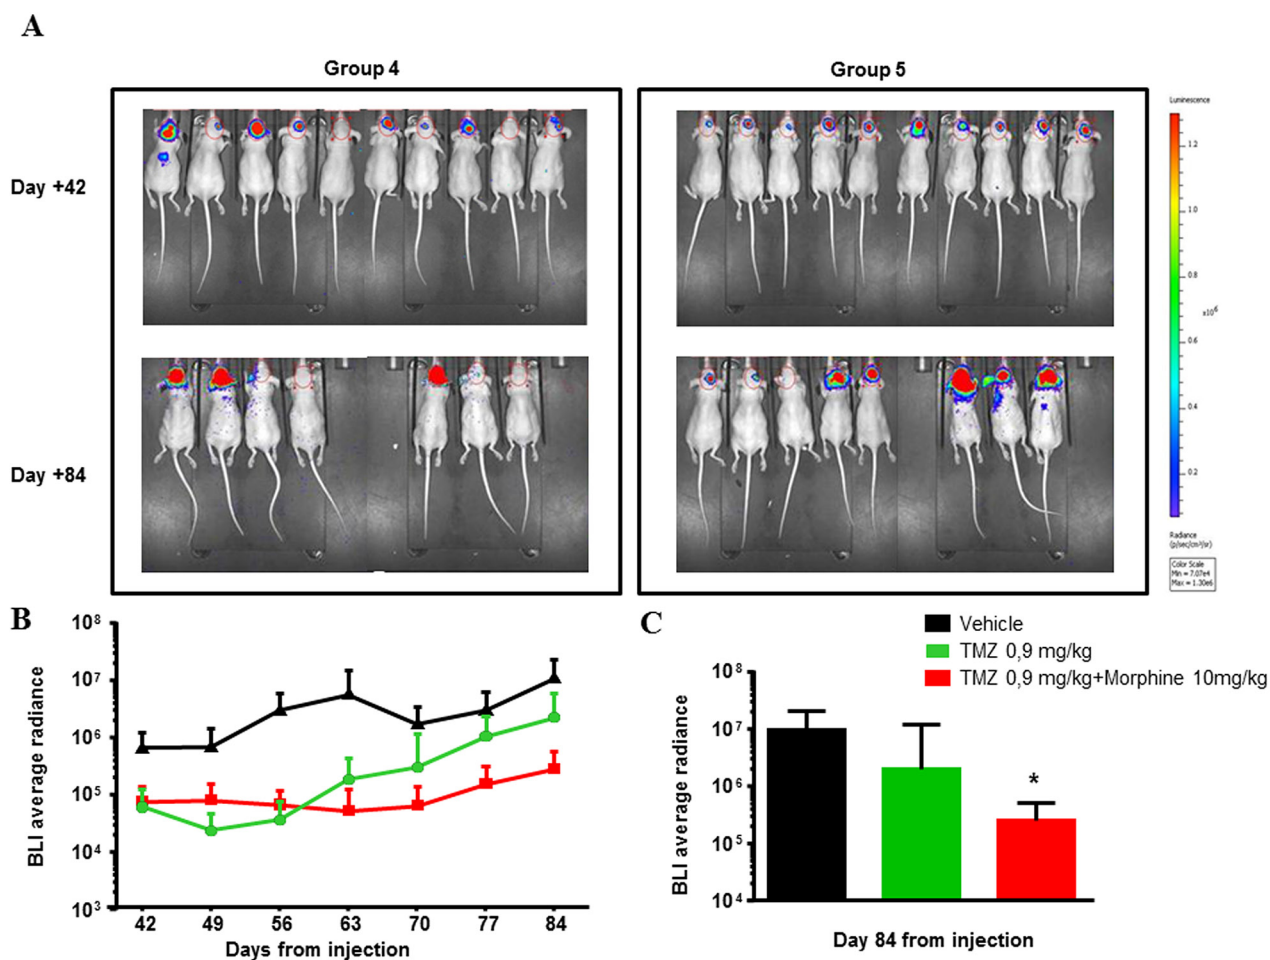 A
Group 4
Group 5
Day +42
Day +84
Luminescence
1.2
1.0
0.8
x10⁶
0.6
0.4
0.2
Radiance
(p/sec/cm²/sr)
Color Scale
Min = 7.07e4
Max = 1.30e6
B
BLI average radiance
10⁸
10⁷
10⁶
10⁵
10⁴
10³
42 49 56 63 70 77 84
Days from injection
C
Vehicle
TMZ 0,9 mg/kg
TMZ 0,9 mg/kg+Morphine 10mg/kg
BLI average radiance
10⁸
10⁷
10⁶
10⁵
10⁴
*
Day 84 from injection